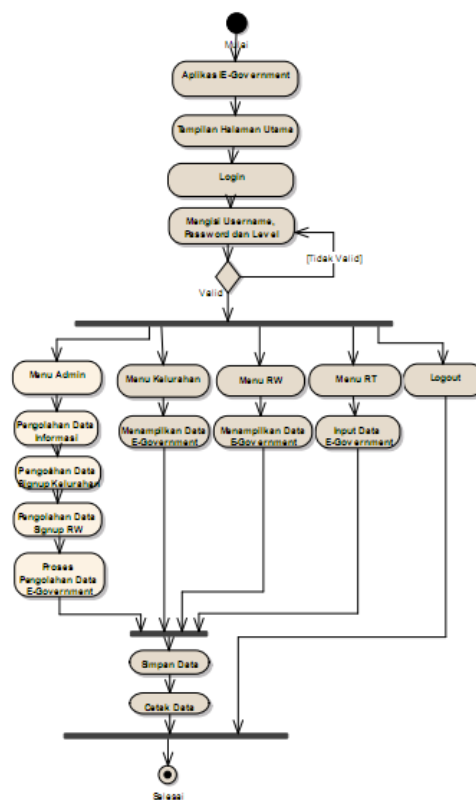 Mulai
Aplikasi E-Government
Tampilan Halaman Utama
Login
Mengisi Username,
Password dan Level
[Tidak Valid]
Valid
Menu Admin
Menu Kelurahan
Menu RW
Menu RT
Logout
Pengolahan Data
Informasi
Menampilkan Data
E-Government
Menampilkan Data
E-Government
Input Data
E-Government
Pengolahan Data
Signup Kelurahan
Pengolahan Data
Signup RW
Proses
Pengolahan Data
E-Government
Simpan Data
Cetak Data
Selesai